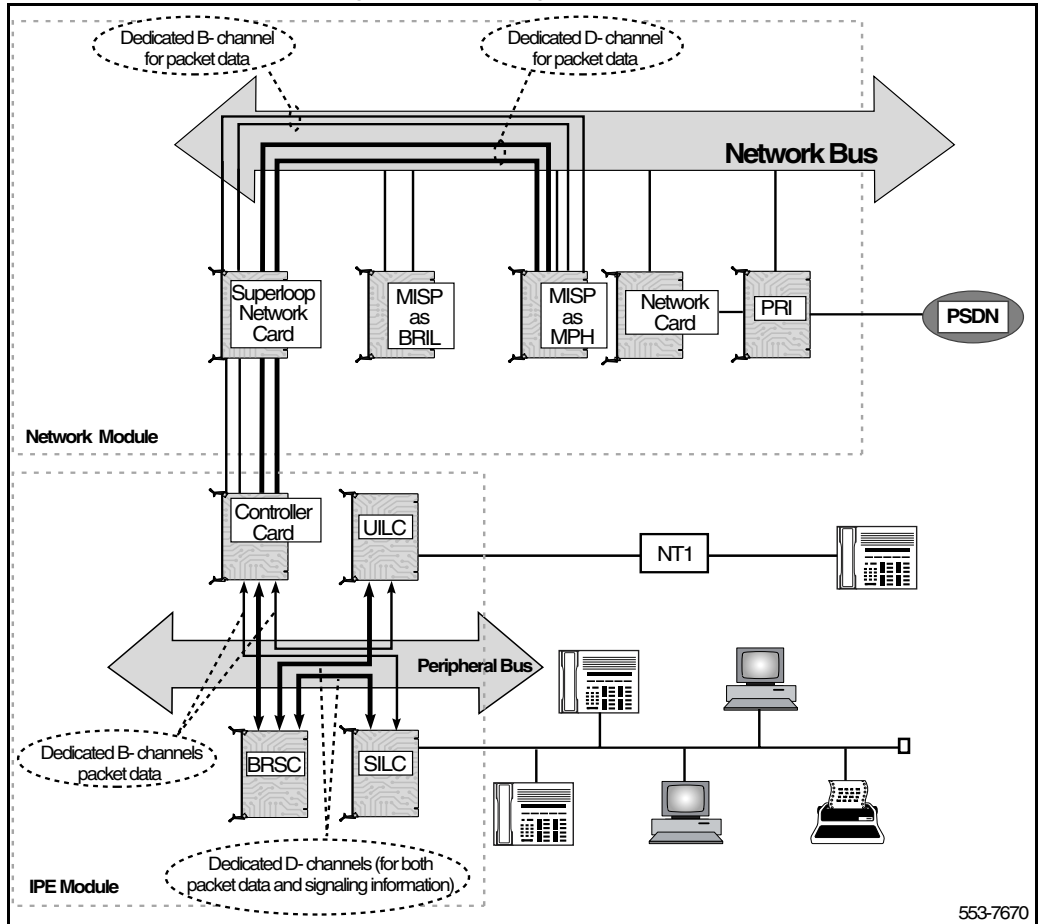 Dedicated B- channel
for packet data
Dedicated D- channel
for packet data
Network Bus
Superloop
Network
Card
MISP
as
BRIL
MISP
as
MPH
Network
Card
PRI
PSDN
Network Module
Controller
Card
UILC
NT1
Peripheral Bus
Dedicated B- channels
packet data
BRSC
SILC
Dedicated D- channels (for both
packet data and signaling information)
IPE Module
553-7670